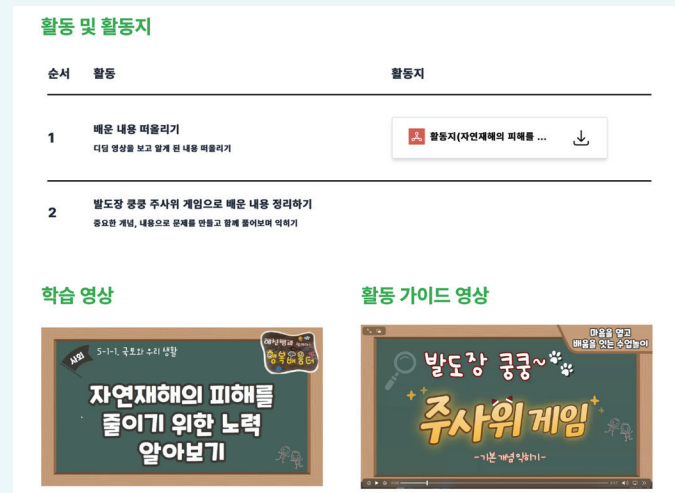 활동 및 활동지
순서 활동 활동지
1
배운 내용 떠올리기
디딤 영상을 보고 알게 된 내용 떠올리기
활동지(자연재해의 피해를 ...
2
발도장 쿵쿵 주사위 게임으로 배운 내용 정리하기
중요한 개념, 내용으로 문제를 만들고 함께 풀어보며 익히기
학습 영상
사회
5-1-1. 국토와 우리 생활
행복배움터
자연재해의 피해를
줄이기 위한 노력
알아보기
활동 가이드 영상
마음을 열고
배움을 잇는 수업놀이
발도장 쿵쿵~
주사위 게임
-기본 개념 익히기-